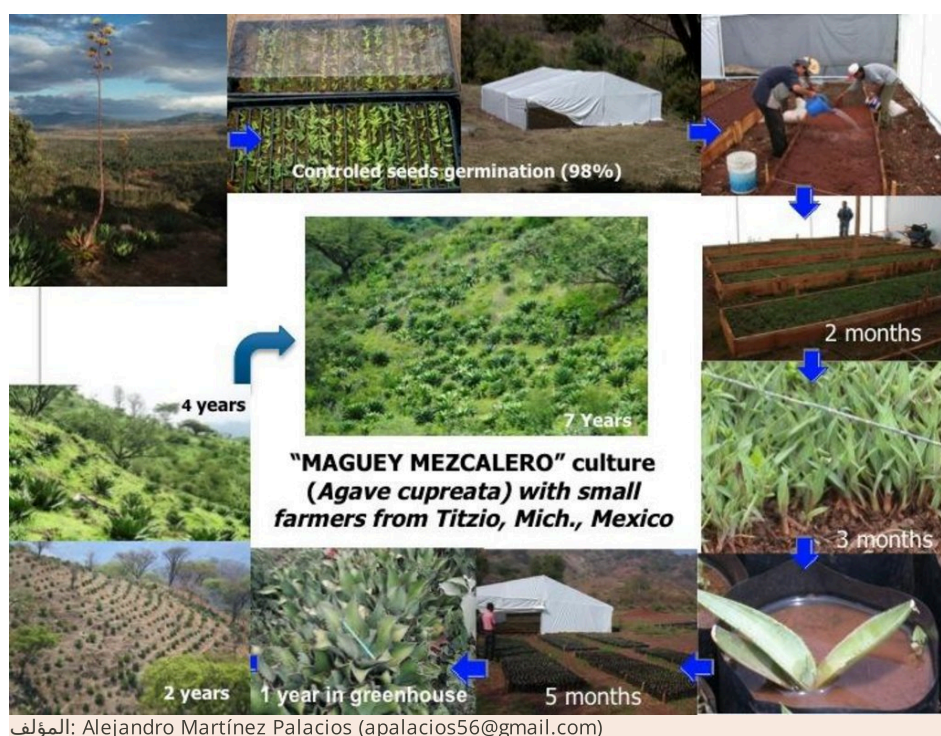 Controled seeds germination (98%)
2 months
3 months
5 months
1 year in greenhouse
2 years
4 years
7 Years
“MAGUEY MEZCALERO” culture
(Agave cupreata) with small
farmers from Titzio, Mich., Mexico
المؤلف: Alejandro Martínez Palacios (apalacios56@gmail.com)